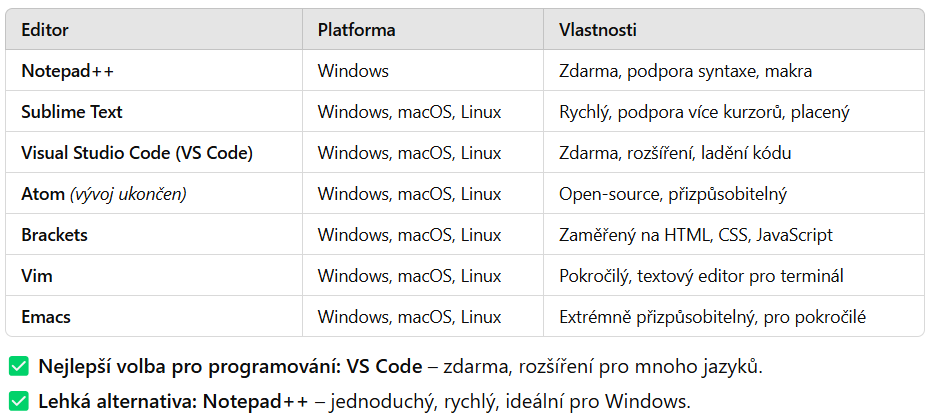 Editor Platforma Vlastnosti
Notepad++ Windows Zdarma, podpora syntaxe, makra
Sublime Text Windows, macOS, Linux Rychlý, podpora více kurzorů, placený
Visual Studio Code (VS Code) Windows, macOS, Linux Zdarma, rozšíření, ladění kódu
Atom (vývoj ukončen) Windows, macOS, Linux Open-source, přizpůsobitelný
Brackets Windows, macOS, Linux Zaměřený na HTML, CSS, JavaScript
Vim Windows, macOS, Linux Pokročilý, textový editor pro terminál
Emacs Windows, macOS, Linux Extrémně přizpůsobitelný, pro pokročilé
✅ Nejlepší volba pro programování: VS Code – zdarma, rozšíření pro mnoho jazyků.
✅ Lehká alternativa: Notepad++ – jednoduchý, rychlý, ideální pro Windows.